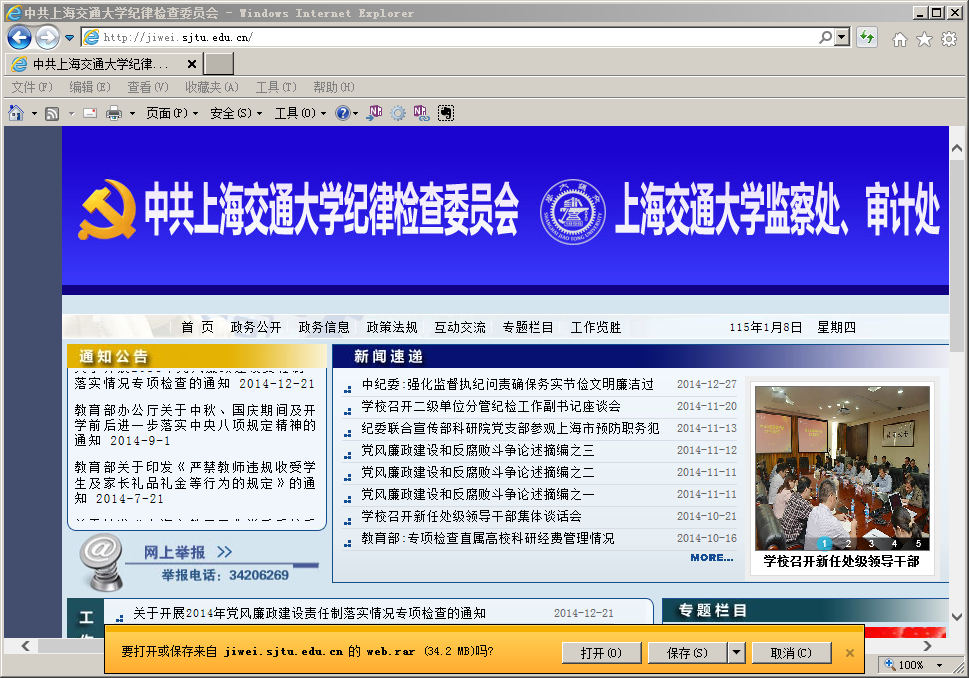 中共上海交通大学纪律检查委员会 - Windows Internet Explorer
http://jiwei.sjtu.edu.cn/
中共上海交通大学纪律...
文件(F) 编辑(E) 查看(V) 收藏夹(A) 工具(T) 帮助(H)
页面(P) 安全(S) 工具(O)
中共上海交通大学纪律检查委员会 上海交通大学监察处、审计处
首 页 政务公开 政务信息 政策法规 互动交流 专题栏目 工作览胜 115年1月8日 星期四
通知公告
落实情况专项检查的通知 2014-12-21
教育部办公厅关于中秋、国庆期间及开
学前后进一步落实中央八项规定精神的
通知 2014-9-1
教育部关于印发《严禁教师违规收受学
生及家长礼品礼金等行为的规定》的通
知 2014-7-21
网上举报 >>
举报电话：34206269
新闻速递
中纪委:强化监督执纪问责确保务实节俭文明廉洁过 2014-12-27
学校召开二级单位分管纪检工作副书记座谈会 2014-11-20
纪委联合宣传部科研院党支部参观上海市预防职务犯 2014-11-13
党风廉政建设和反腐败斗争论述摘编之三 2014-11-12
党风廉政建设和反腐败斗争论述摘编之二 2014-11-11
党风廉政建设和反腐败斗争论述摘编之一 2014-11-11
学校召开新任处级领导干部集体谈话会 2014-10-21
教育部:专项检查直属高校科研经费管理情况 2014-10-16
MORE...
1 2 3 4 5
学校召开新任处级领导干部
工
关于开展2014年党风廉政建设责任制落实情况专项检查的通知 2014-12-21
专题栏目
要打开或保存来自 jiwei.sjtu.edu.cn 的 web.rar (34.2 MB)吗?
打开(O) 保存(S) 取消(C)
100%